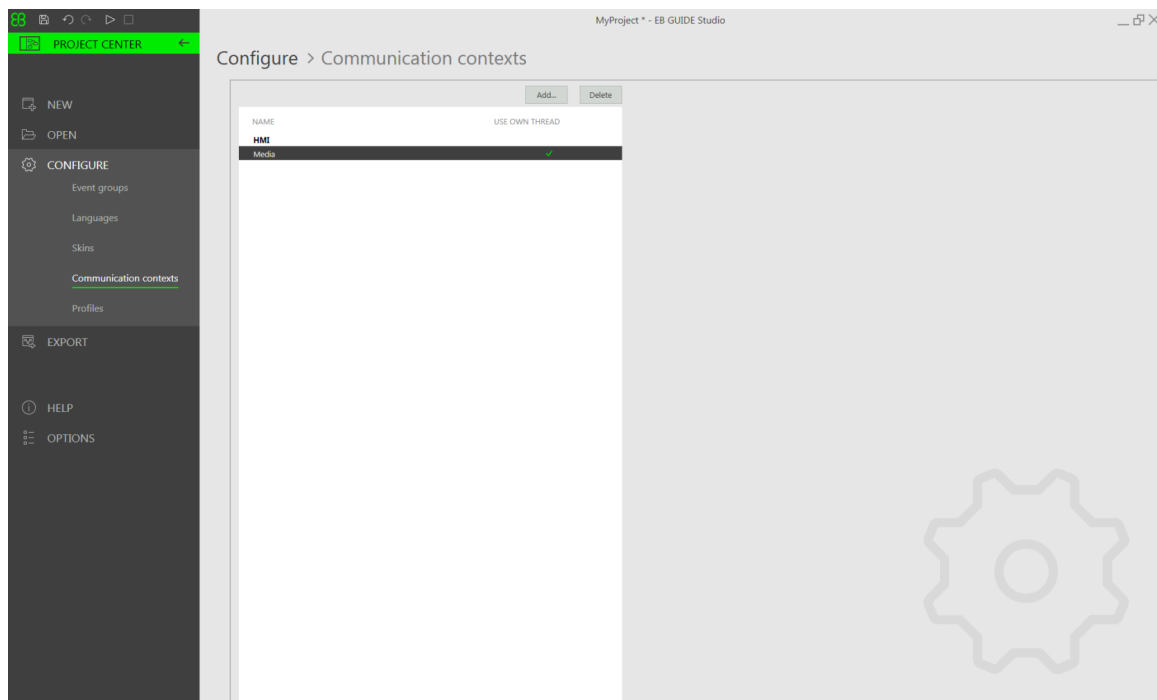 EB
MyProject * - EB GUIDE Studio
PROJECT CENTER
Configure > Communication contexts
NEW
OPEN
CONFIGURE
Event groups
Languages
Skins
Communication contexts
Profiles
EXPORT
HELP
OPTIONS
Add... Delete
NAME USE OWN THREAD
HMI
Media